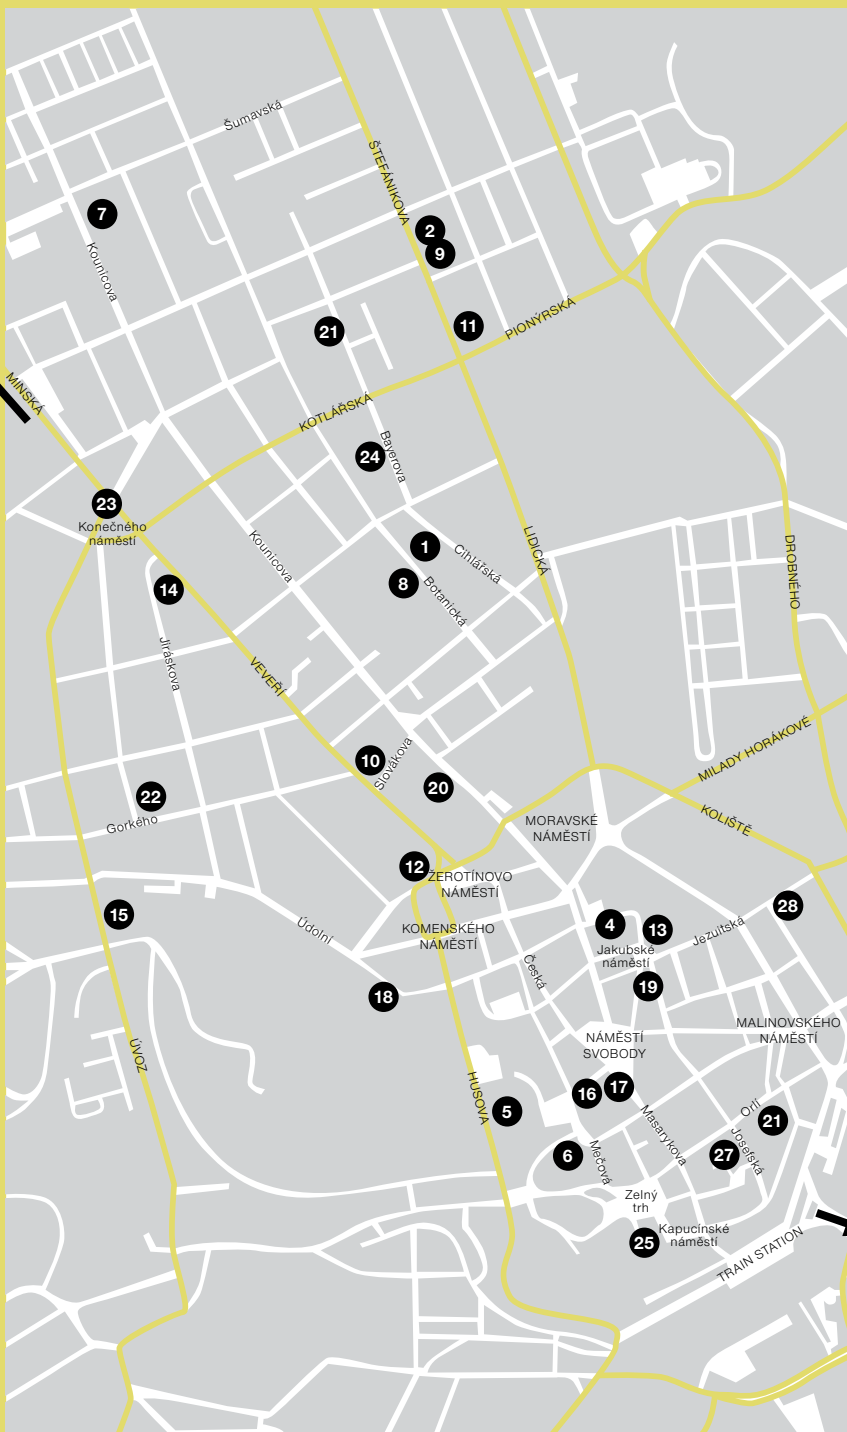 Šumavská
ŠTEFÁNIKOVA
7
2
9
Kounicova
21
11
PIONÝRSKÁ
MINSKÁ
KOTLÁŘSKÁ
24
Bayerova
23
Konečného
náměstí
Kounicova
1
Cihlářská
LIDICKÁ
DROBNÉHO
14
8
Botanická
Jiráskova
VEVEŘÍ
10
Slovákova
20
MILADY HORÁKOVÉ
KOLIŠTĚ
22
Gorkého
MORAVSKÉ
NÁMĚSTÍ
12
ŽEROTÍNOVO
NÁMĚSTÍ
15
Údolní
KOMENSKÉHO
NÁMĚSTÍ
4
13
Jezuitská
28
Jakubské
náměstí
Česká
18
19
ÚVOZ
NÁMĚSTÍ
SVOBODY
MALINOVSKÉHO
NÁMĚSTÍ
HUSOVA
5
16
17
Masarykova
Orlí
21
6
Mečová
27
Josefská
Zelný
trh
25
Kapucínské
náměstí
TRAIN STATION